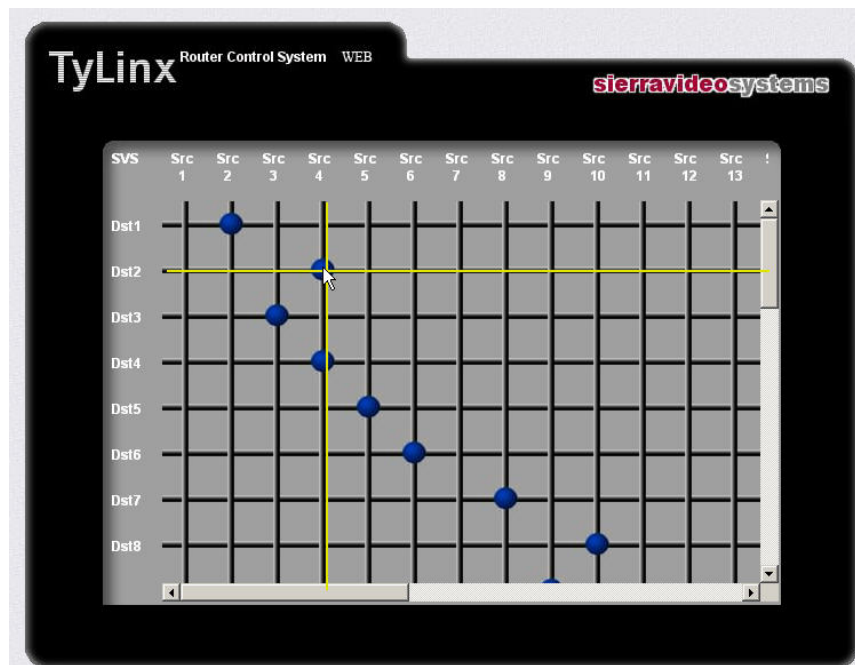 TyLinx Router Control System WEB
sierravideosystems
SVS Src 1 Src 2 Src 3 Src 4 Src 5 Src 6 Src 7 Src 8 Src 9 Src 10 Src 11 Src 12 Src 13
Dst1
Dst2
Dst3
Dst4
Dst5
Dst6
Dst7
Dst8